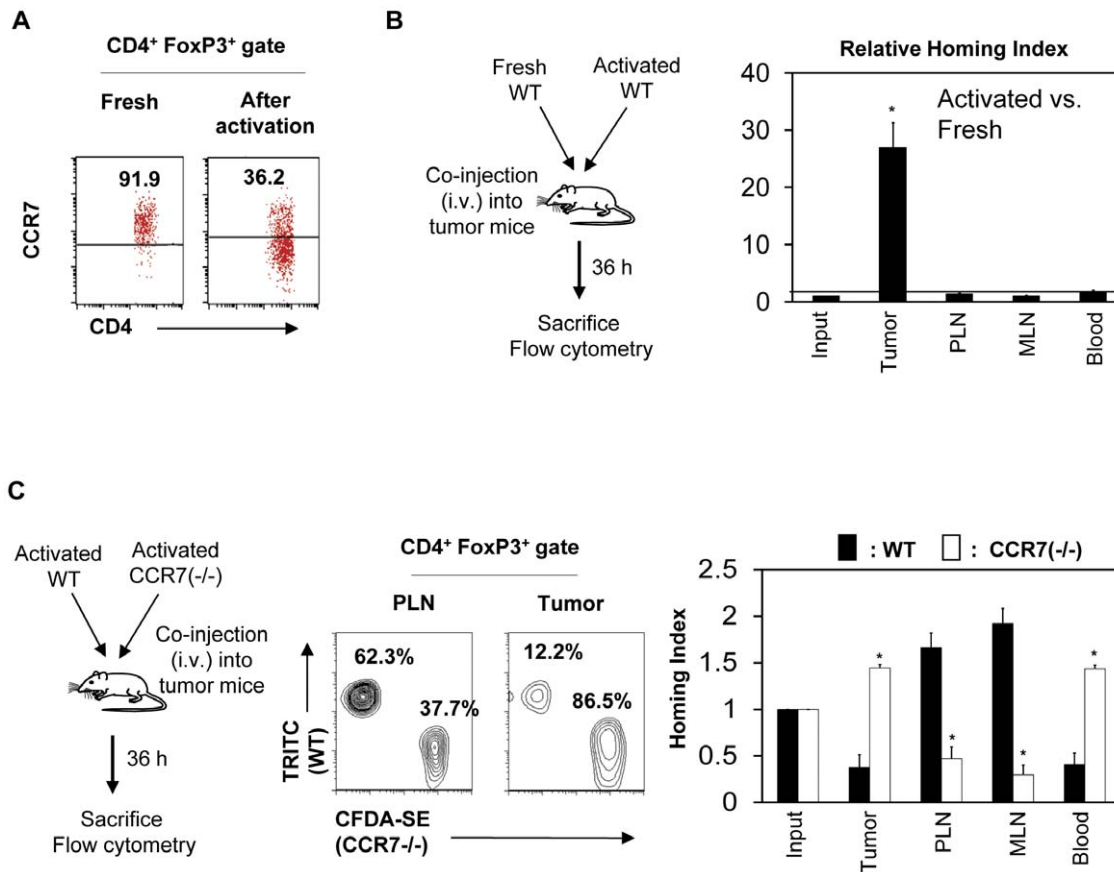 A
CD4⁺ FoxP3⁺ gate
Fresh
After
activation
91.9
36.2
CCR7
CD4
B
Fresh
WT
Activated
WT
Co-injection
(i.v.) into
tumor mice
36 h
Sacrifice
Flow cytometry
Relative Homing Index
Activated vs.
Fresh
*
40
30
20
10
0
Input
Tumor
PLN
MLN
Blood
C
Activated
WT
Activated
CCR7(-/-)
Co-injection
(i.v.) into
tumor mice
36 h
Sacrifice
Flow cytometry
CD4⁺ FoxP3⁺ gate
PLN
Tumor
62.3%
37.7%
12.2%
86.5%
TRITC
(WT)
CFDA-SE
(CCR7-/-)
: WT
: CCR7(-/-)
Homing Index
2.5
2
1.5
1
0.5
0
*
*
*
*
Input
Tumor
PLN
MLN
Blood